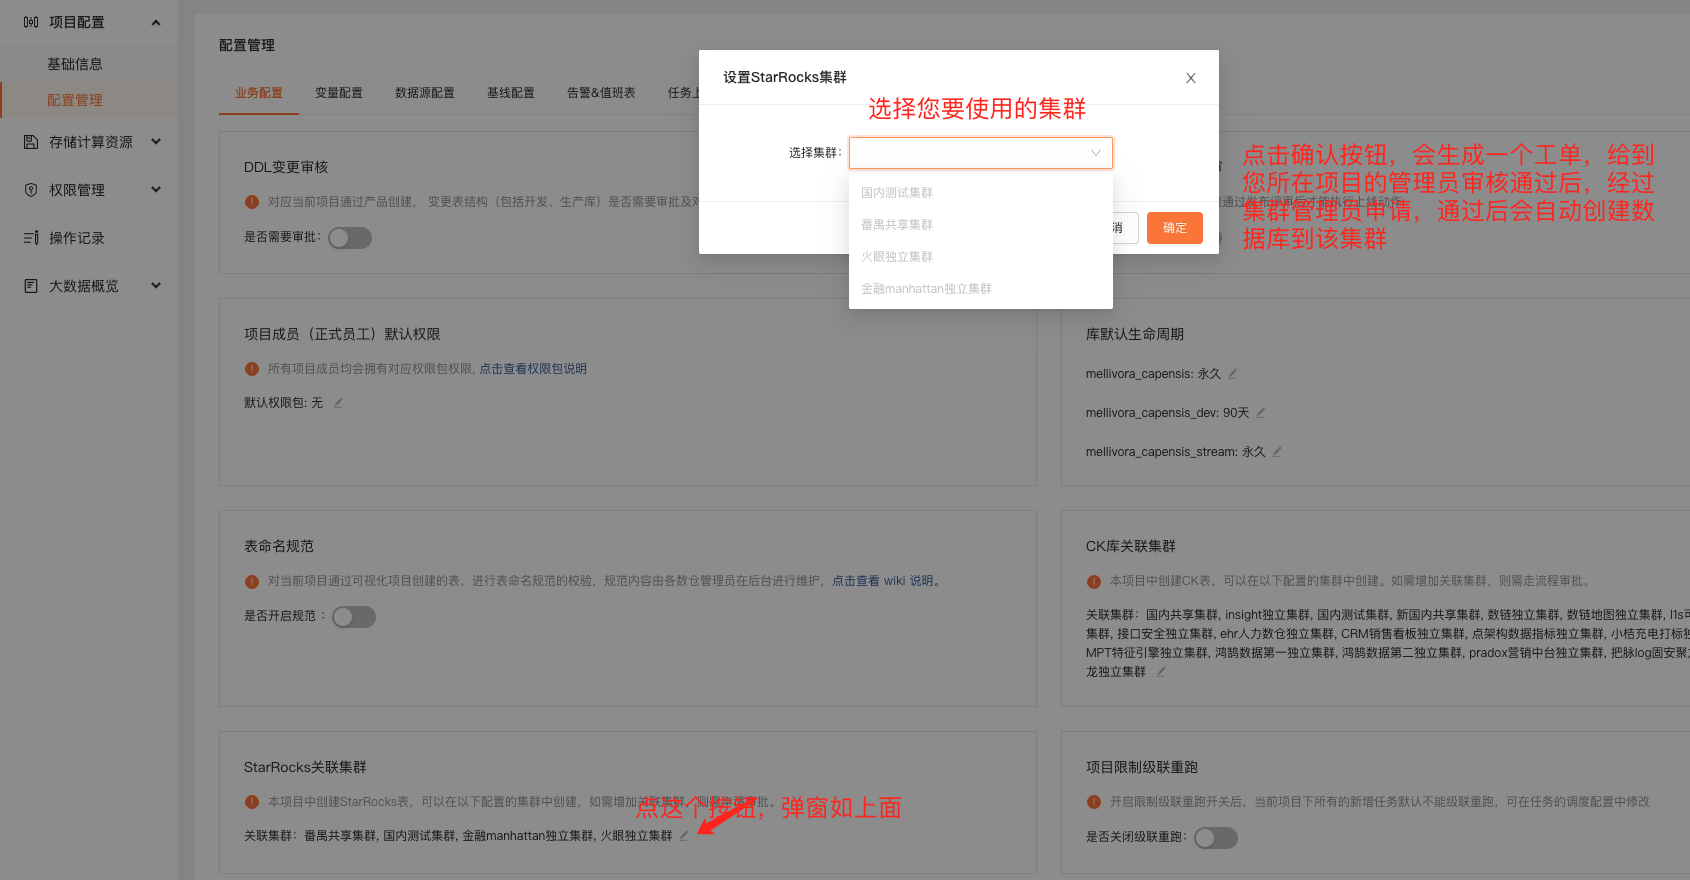 项目配置
基础信息
配置管理
存储计算资源
权限管理
操作记录
大数据概览
配置管理
业务配置
变量配置
数据源配置
基线配置
告警&值班表
任务上
设置StarRocks集群
选择您要使用的集群
选择集群:
国内测试集群
番禺共享集群
火眼独立集群
金融manhattan独立集群
消
确定
点击确认按钮，会生成一个工单，给到
您所在项目的管理员审核通过后，经过
集群管理员申请，通过后会自动创建数
据库到该集群
DDL变更审核
对应当前项目通过产品创建， 变更表结构（包括开发、生产库）是否需要审批及对
是否需要审批:
项目成员（正式员工）默认权限
所有项目成员均会拥有对应权限包权限, 点击查看权限包说明
默认权限包: 无
库默认生命周期
mellivora_capensis: 永久
mellivora_capensis_dev: 90天
mellivora_capensis_stream: 永久
表命名规范
对当前项目通过可视化项目创建的表，进行表命名规范的校验，规范内容由各数仓管理员在后台进行维护，点击查看 wiki 说明。
是否开启规范 :
CK库关联集群
本项目中创建CK表，可以在以下配置的集群中创建。如需增加关联集群，则需走流程审批。
关联集群: 国内共享集群, insight独立集群, 国内测试集群, 新国内共享集群, 数链独立集群, 数链地图独立集群, l1s可
集群, 接口安全独立集群, ehr人力数仓独立集群, CRM销售看板独立集群, 点架构数据指标独立集群, 小桔充电打标独
MPT特征引擎独立集群, 鸿鹄数据第一独立集群, 鸿鹄数据第二独立集群, pradox营销中台独立集群, 把脉log固安聚
龙独立集群
StarRocks关联集群
本项目中创建StarRocks表，可以在以下配置的集群中创建，如需增加关联集群，则需走流程审批。
点这个按钮，弹窗如上面
关联集群: 番禺共享集群, 国内测试集群, 金融manhattan独立集群, 火眼独立集群
项目限制级联重跑
开启限制级联重跑开关后，当前项目下所有的新增任务默认不能级联重跑，可在任务的调度配置中修改
是否关闭级联重跑: